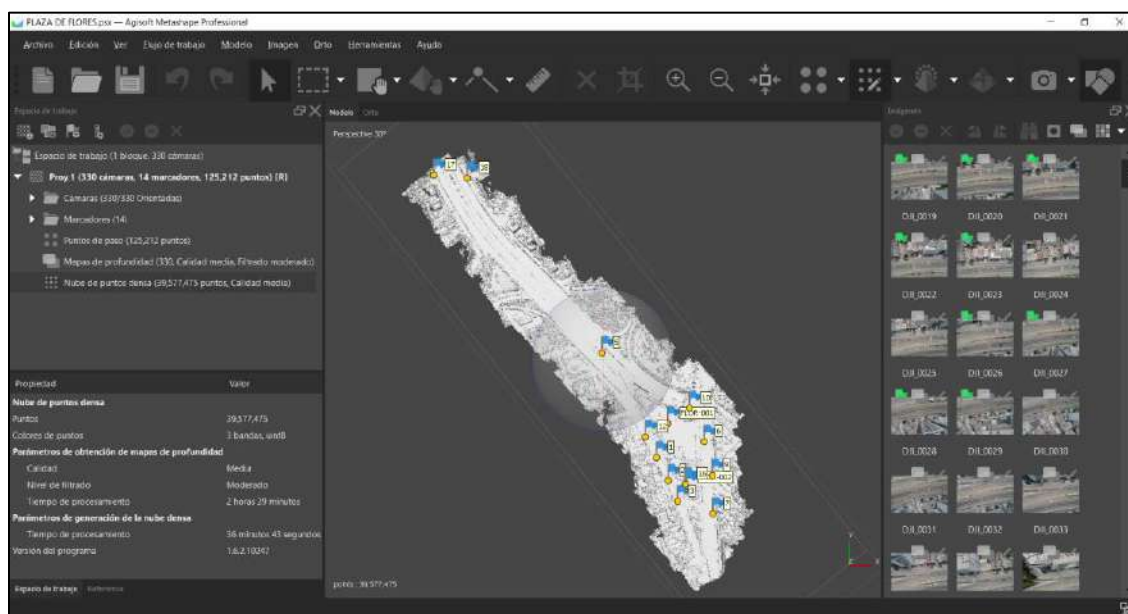 PLAZA DE FLORES.psx — Agisoft Metashape Professional
Archivo Edición Ver Flujo de trabajo Modelo Imagen Orto Herramientas Ayuda
Espacio de trabajo
Modelo Orto
Imágenes
Perspective 30°
Espacio de trabajo (1 bloque, 330 cámaras)
Proy 1 (330 cámaras, 14 marcadores, 125,212 puntos) [R]
Cámaras (330/330 Orientadas)
Marcadores (14)
Puntos de paso (125,212 puntos)
Mapas de profundidad (330, Calidad media, Filtrado moderado)
Nube de puntos densa (39,577,475 puntos, Calidad media)
Propiedad Valor
Nube de puntos densa
Puntos 39,577,475
Colores de puntos 3 bandas, uint8
Parámetros de obtención de mapas de profundidad
Calidad Media
Nivel de filtrado Moderado
Tiempo de procesamiento 2 horas 29 minutos
Parámetros de generación de la nube densa
Tiempo de procesamiento 36 minutos 43 segundos
Versión del programa 1.6.2.10247
Espacio de trabajo Referencia
17
1
3
7
points: 39,577,475
Y
X
DJI_0019 DJI_0020 DJI_0021
DJI_0022 DJI_0023 DJI_0024
DJI_0025 DJI_0026 DJI_0027
DJI_0028 DJI_0029 DJI_0030
DJI_0031 DJI_0032 DJI_0033